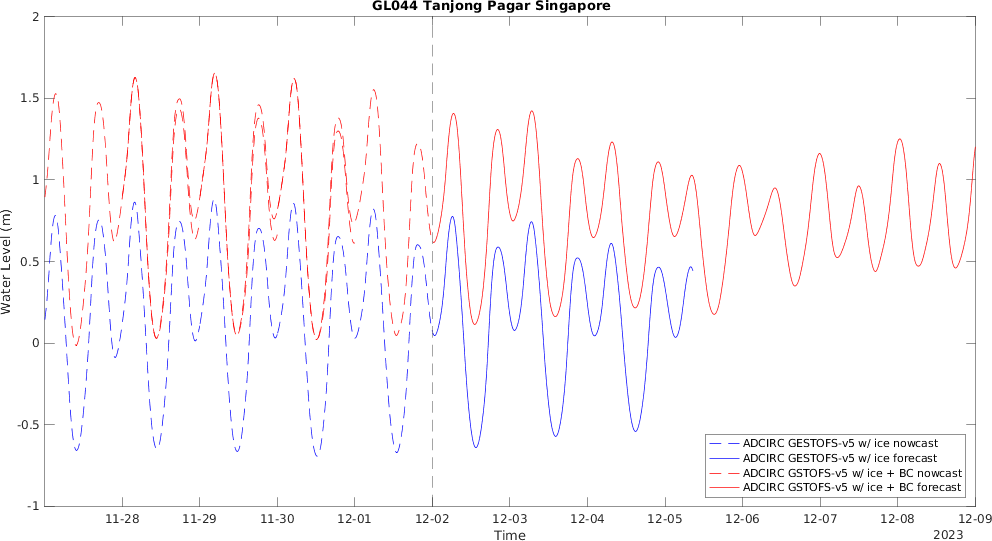 GL044 Tanjong Pagar Singapore
2
1.5
1
0.5
0
-0.5
-1
Water Level (m)
11-28
11-29
11-30
12-01
12-02
12-03
12-04
12-05
12-06
12-07
12-08
12-09
Time
2023
ADCIRC GESTOFS-v5 w/ ice nowcast
ADCIRC GESTOFS-v5 w/ ice forecast
ADCIRC GSTOFS-v5 w/ ice + BC nowcast
ADCIRC GSTOFS-v5 w/ ice + BC forecast